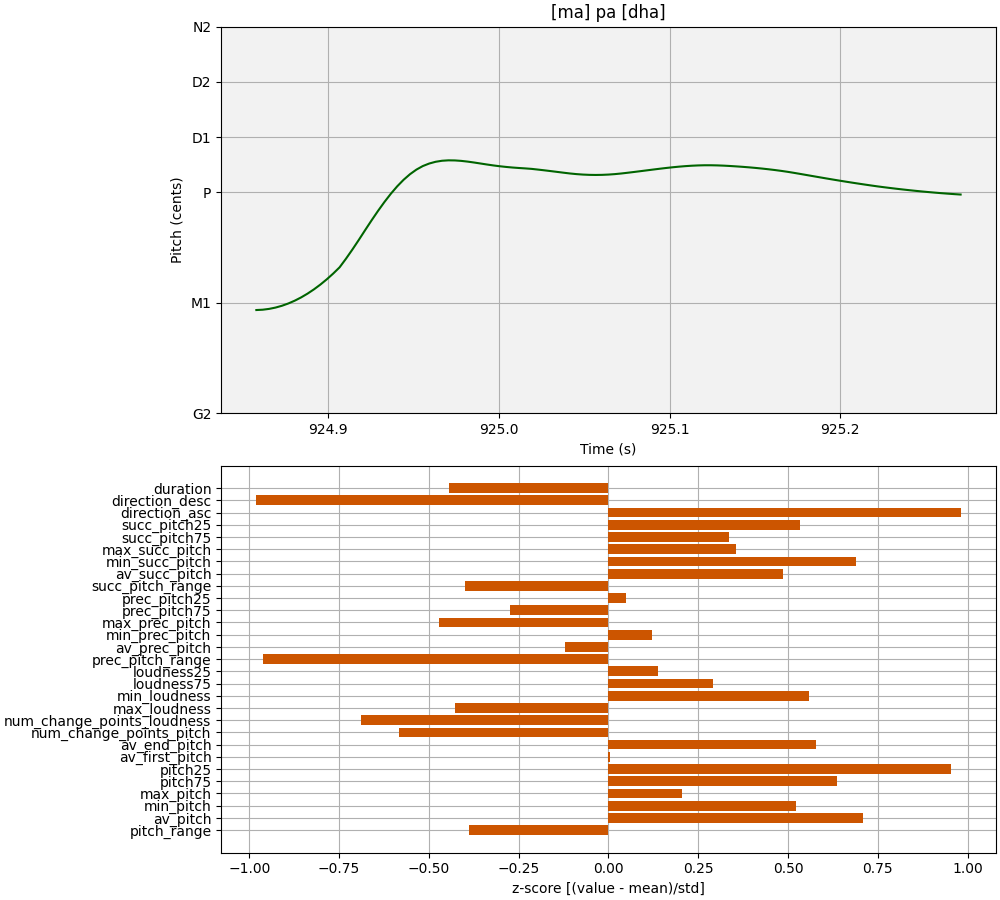 [ma] pa [dha]
N2
D2
D1
P
M1
G2
Pitch (cents)
924.9
925.0
925.1
925.2
Time (s)
duration
direction_desc
direction_asc
succ_pitch25
succ_pitch75
max_succ_pitch
min_succ_pitch
av_succ_pitch
succ_pitch_range
prec_pitch25
prec_pitch75
max_prec_pitch
min_prec_pitch
av_prec_pitch
prec_pitch_range
loudness25
loudness75
min_loudness
max_loudness
num_change_points_loudness
num_change_points_pitch
av_end_pitch
av_first_pitch
pitch25
pitch75
max_pitch
min_pitch
av_pitch
pitch_range
−1.00
−0.75
−0.50
−0.25
0.00
0.25
0.50
0.75
1.00
z-score [(value - mean)/std]